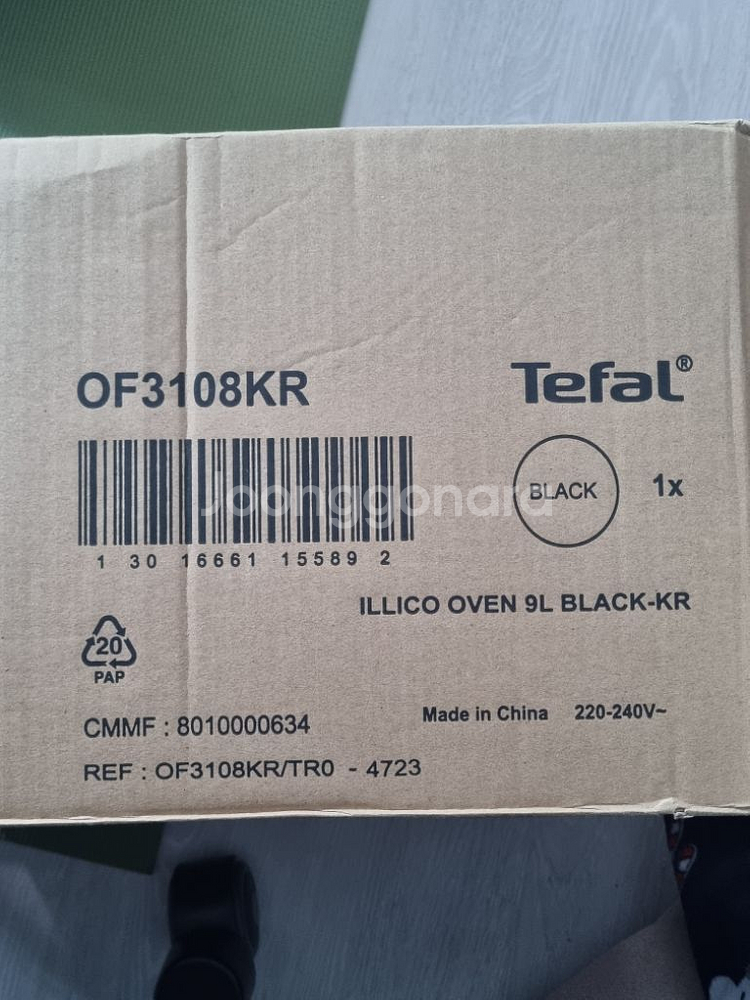 OF3108KR
Tefal®
BLACK
1x
Joonggonara
1 30 16661 15589 2
ILLICO OVEN 9L BLACK-KR
20
PAP
CMMF : 8010000634
Made in China 220-240V~
REF : OF3108KR/TR0 - 4723